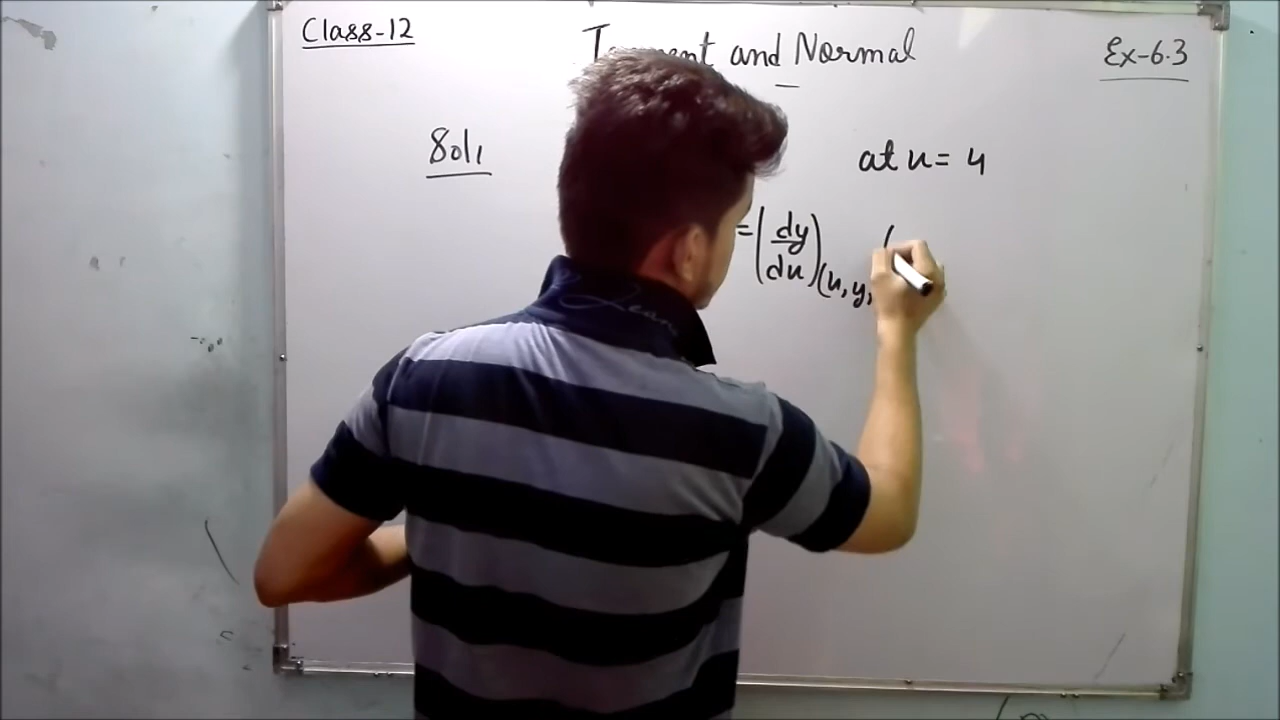 Class-12
and Normal
Ex-6.3
Sol,
at x = 4
= (dy/dx)(x,y,
(